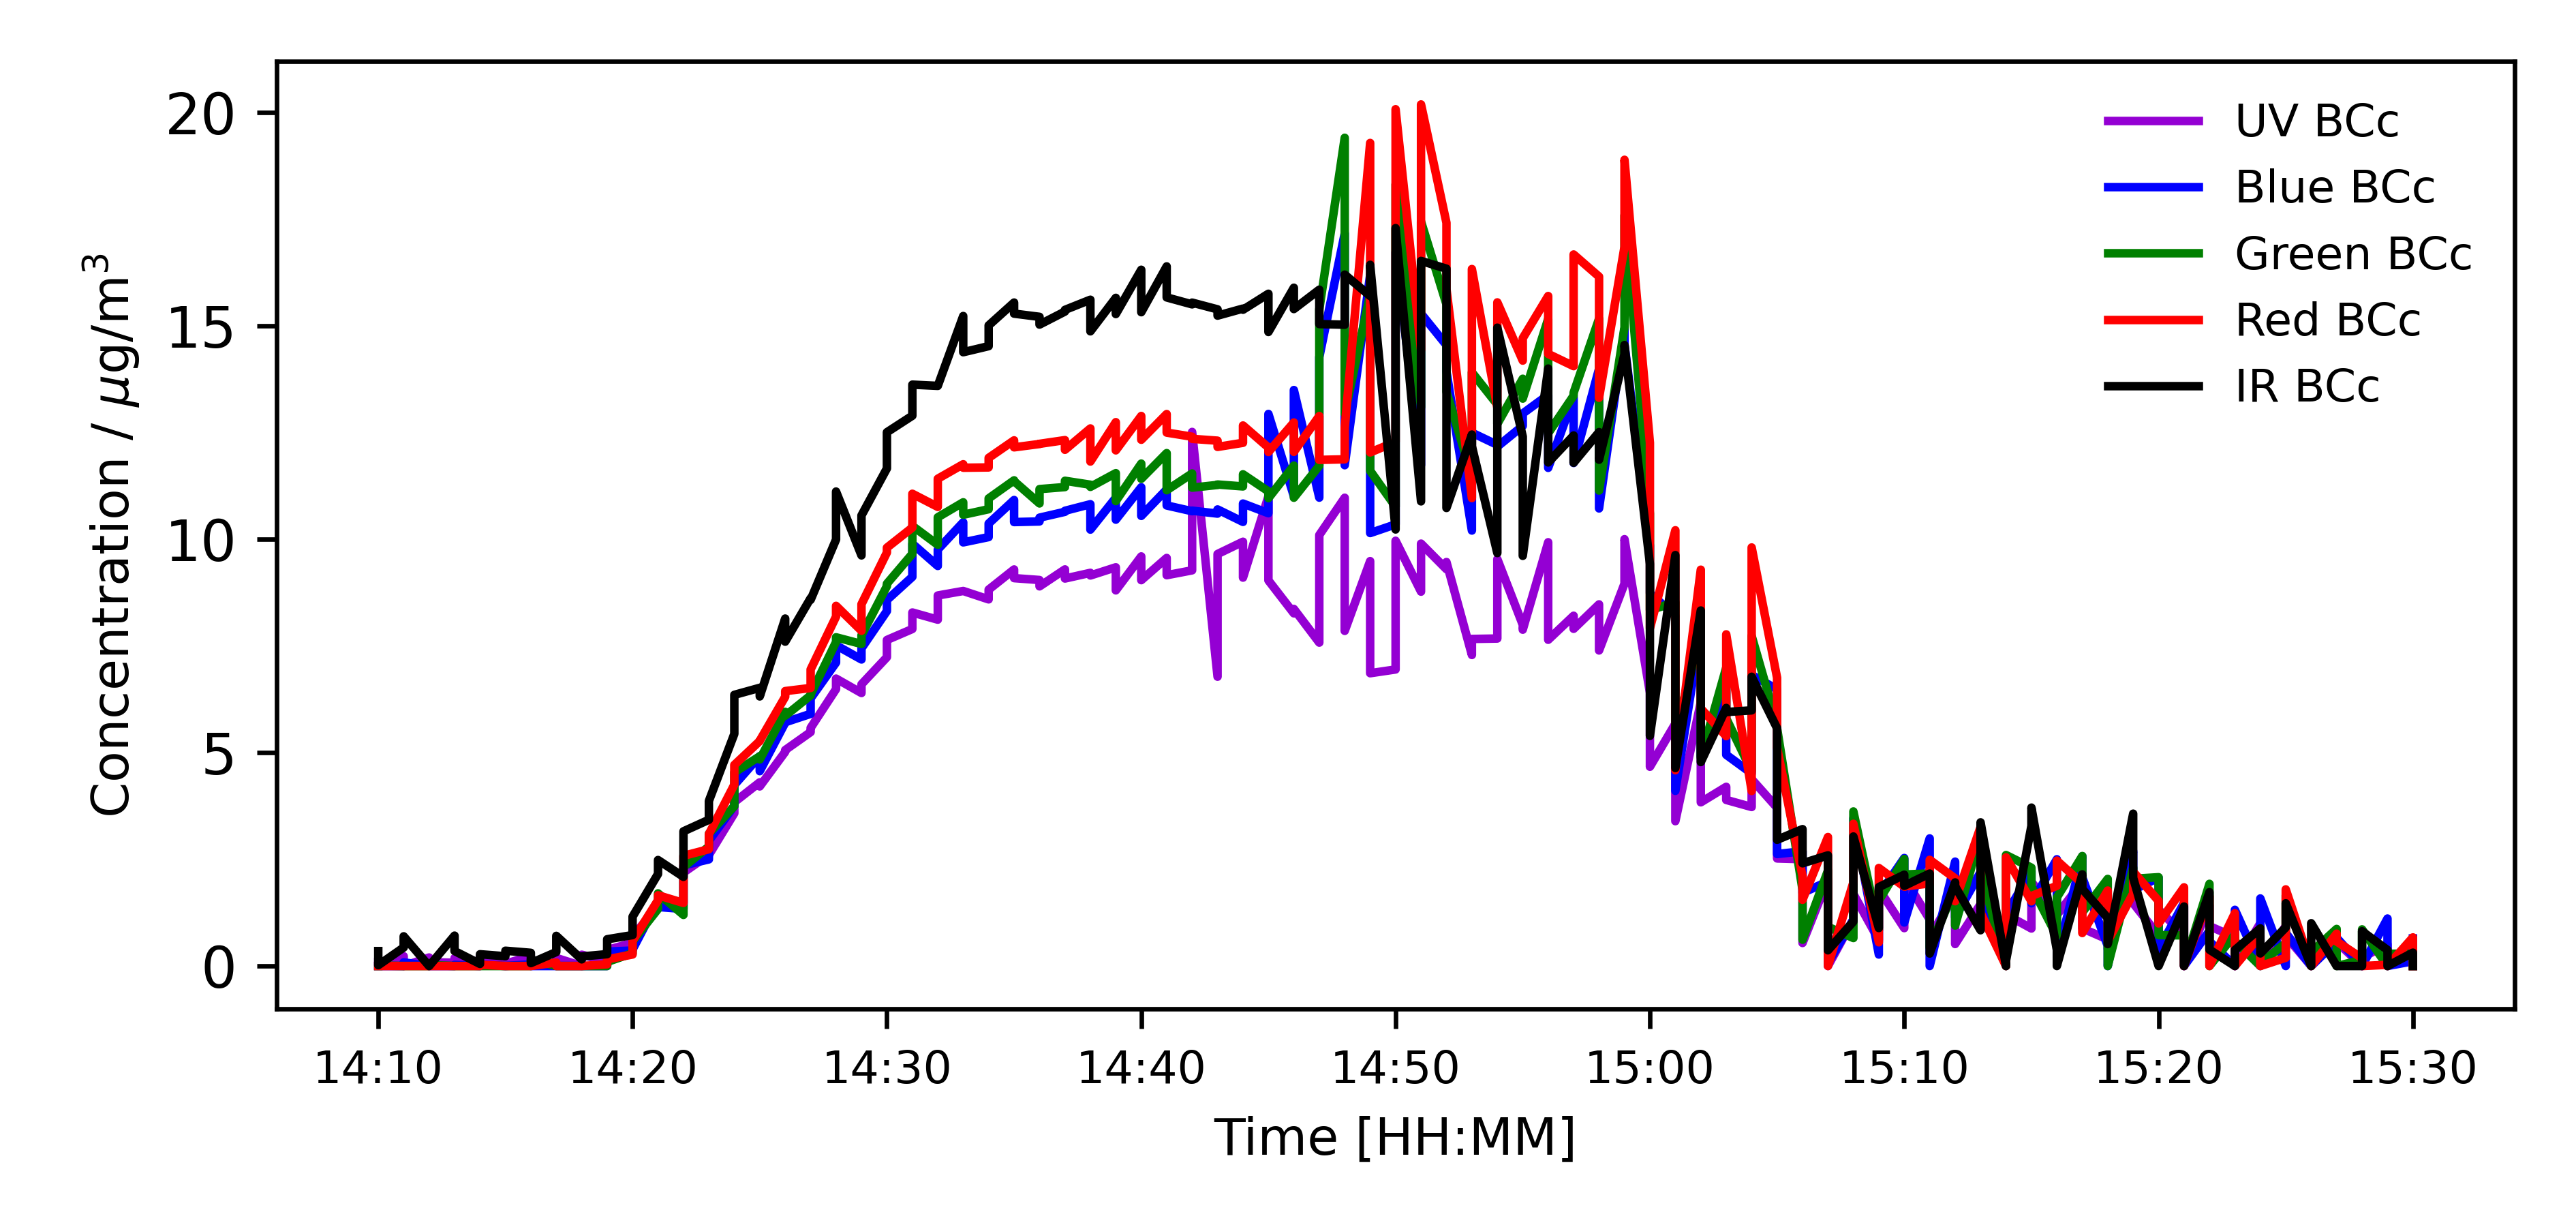 20
15
10
5
0
Concentration / µg/m³
14:10 14:20 14:30 14:40 14:50 15:00 15:10 15:20 15:30
Time [HH:MM]
UV BCc
Blue BCc
Green BCc
Red BCc
IR BCc